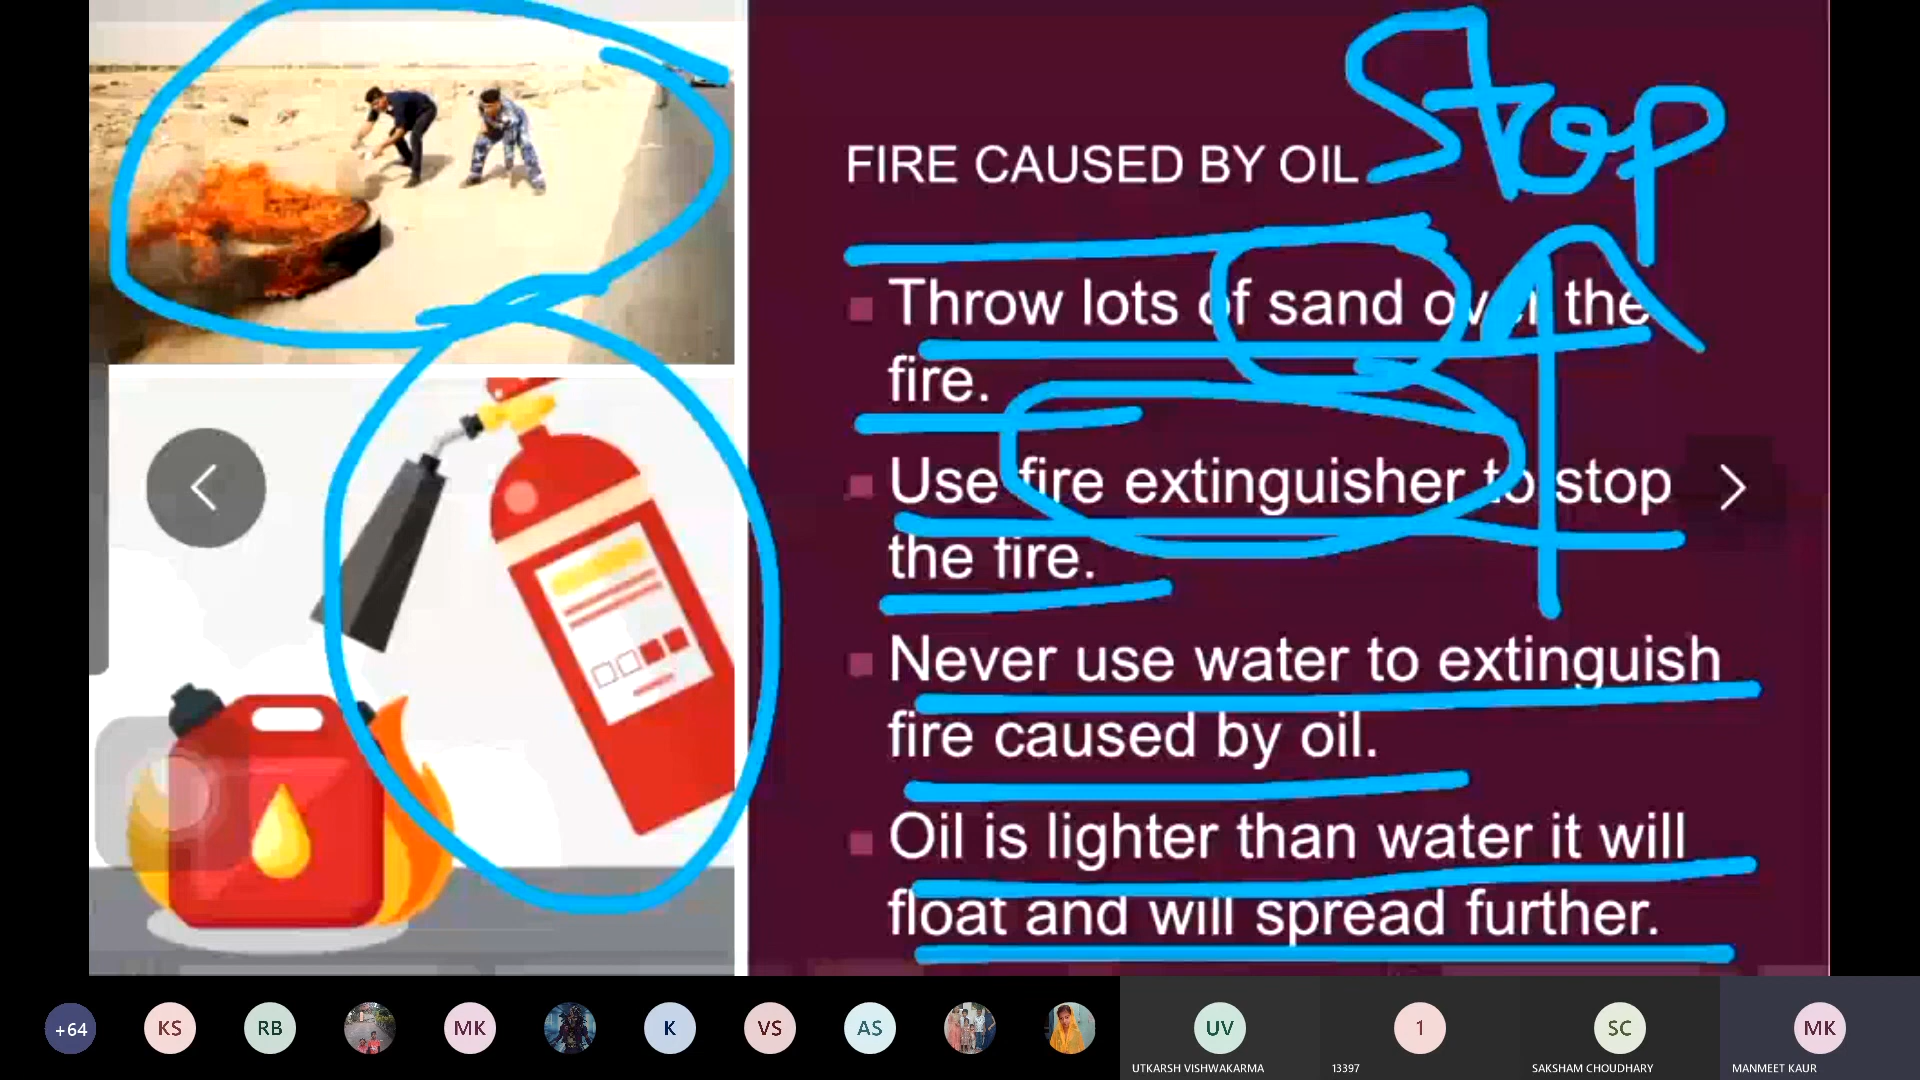 Stop
FIRE CAUSED BY OIL
Throw lots of sand over the
fire.
Use fire extinguisher to stop
the fire.
Never use water to extinguish
fire caused by oil.
Oil is lighter than water it will
float and will spread further.
+64
KS
RB
MK
K
VS
AS
UV
1
SC
MK
UTKARSH VISHWAKARMA
13397
SAKSHAM CHOUDHARY
MANMEET KAUR